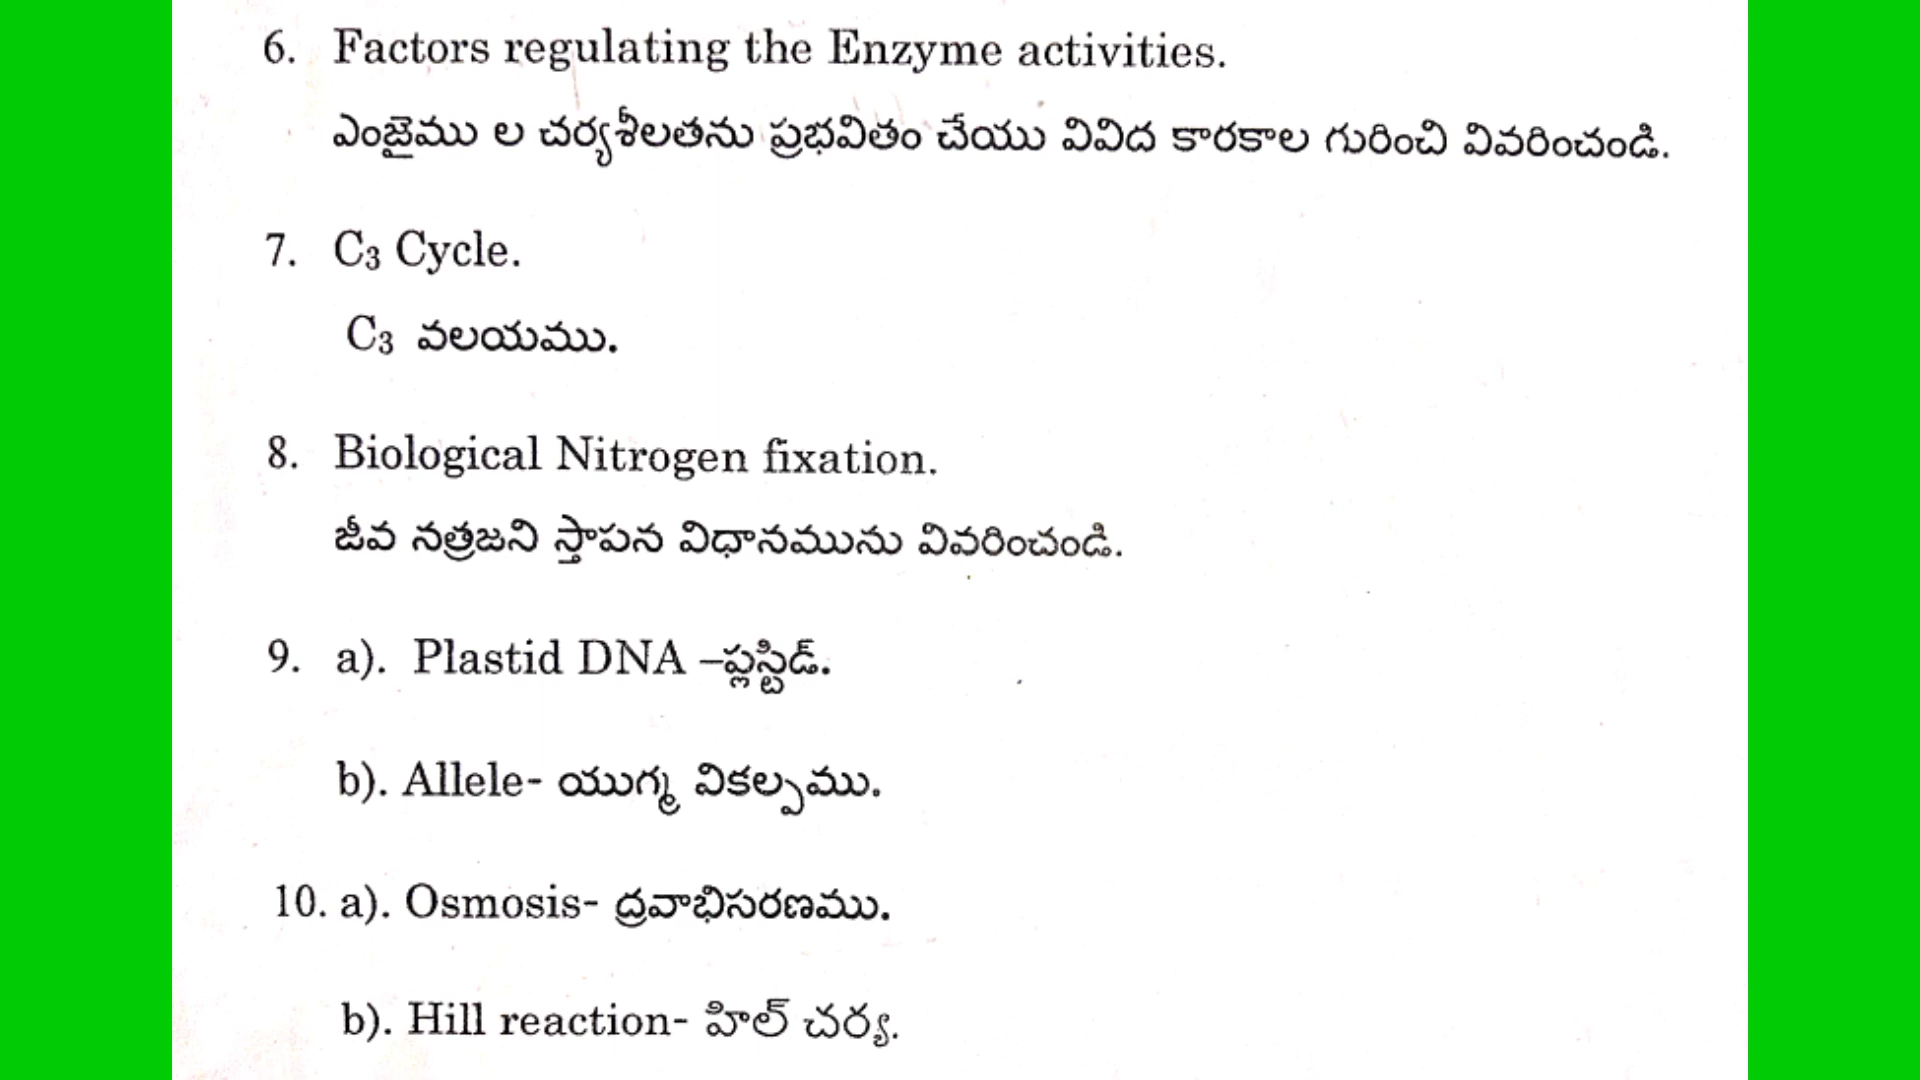 6. Factors regulating the Enzyme activities.
ఎంజైము ల చర్యశీలతను ప్రభవితం చేయు వివిద కారకాల గురించి వివరించండి.
7. C₃ Cycle.
C₃ వలయము.
8. Biological Nitrogen fixation.
జీవ నత్రజని స్తాపన విధానమును వివరించండి.
9. a). Plastid DNA –ప్లస్టిడ్.
b). Allele- యుగ్మ వికల్పము.
10. a). Osmosis- ద్రవాభిసరణము.
b). Hill reaction- హిల్ చర్య.